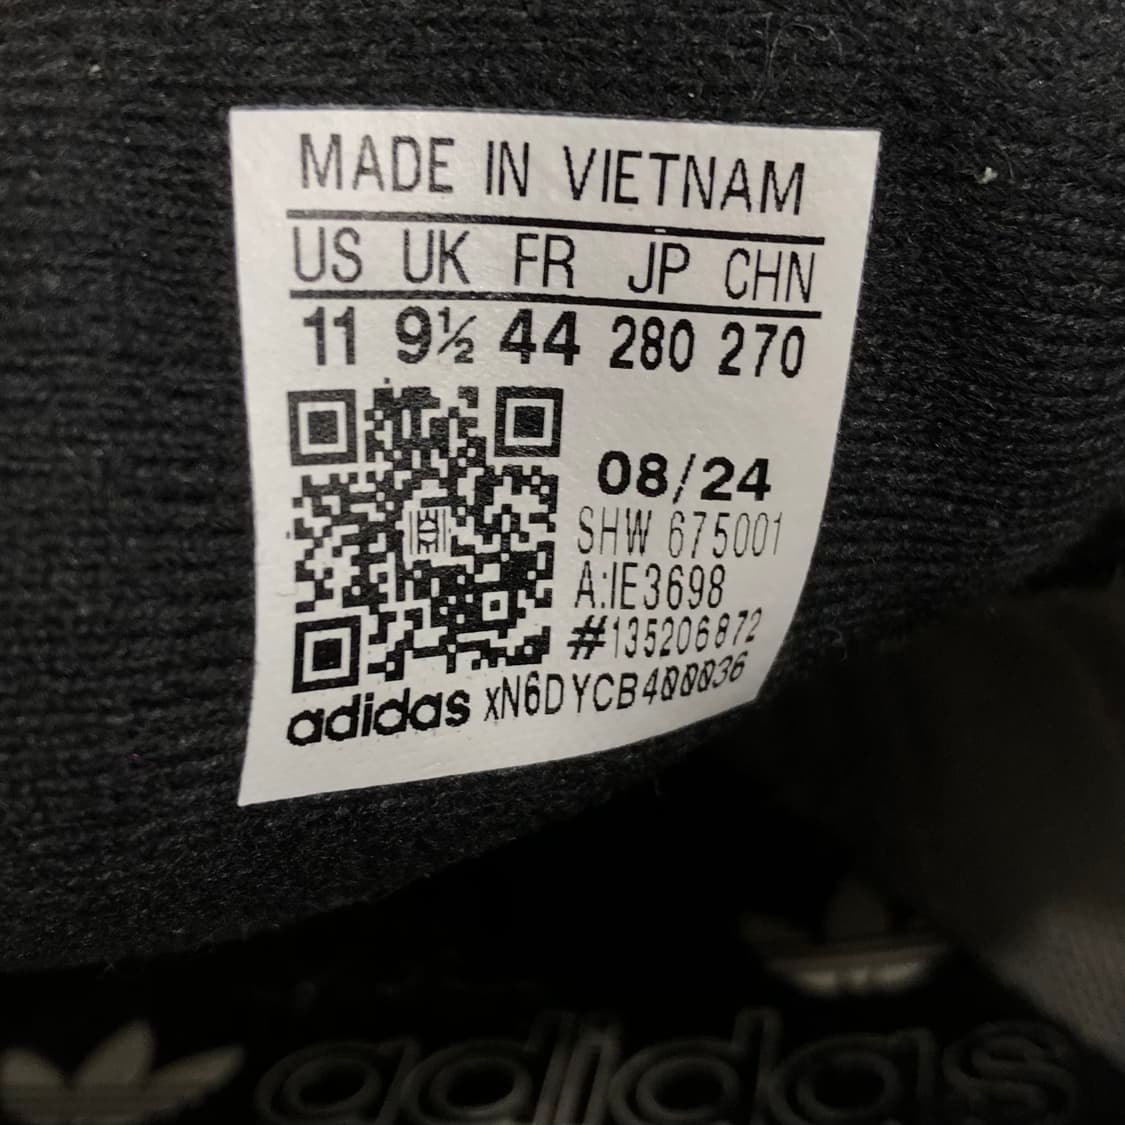 MADE IN VIETNAM
US UK FR JP CHN
11 9½ 44 280 270
08/24
SHW 675001
A:IE3698
#135206872
adidas xN6DYCB400036
adidas